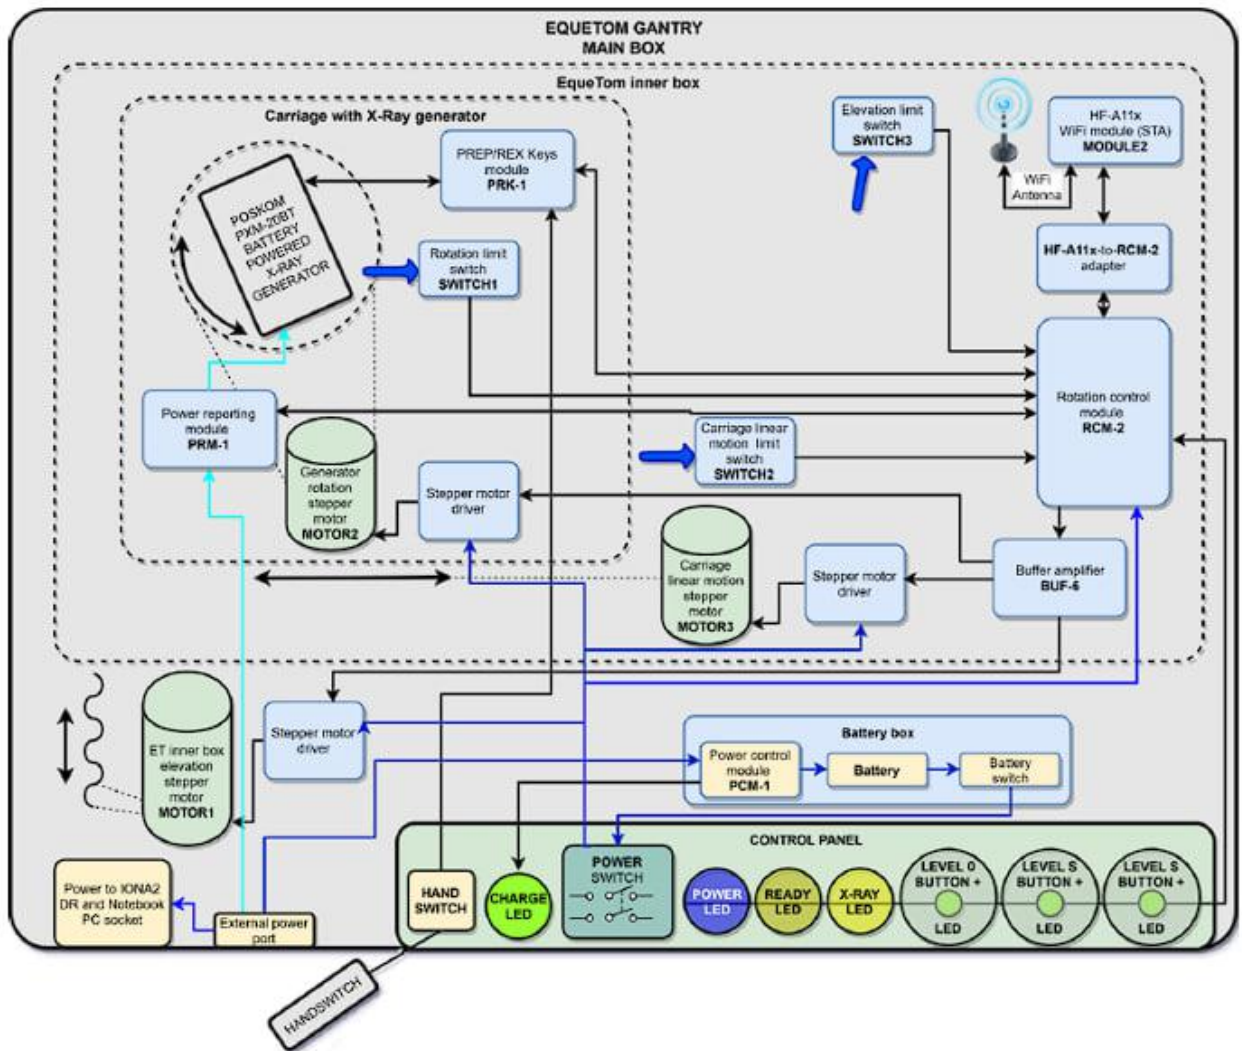 EQUETOM GANTRY
MAIN BOX
EqueTom inner box
Carriage with X-Ray generator
POSKOM
PXM-20BT
BATTERY
POWERED
X-RAY
GENERATOR
PREP/REX Keys
module
PRK-1
Rotation limit
switch
SWITCH1
Elevation limit
switch
SWITCH3
HF-A11x
WiFi module (STA)
MODULE2
WiFi
Antenna
HF-A11x-to-RCM-2
adapter
Rotation control
module
RCM-2
Power reporting
module
PRM-1
Generator
rotation
stepper
motor
MOTOR2
Stepper motor
driver
Carriage linear
motion limit
switch
SWITCH2
Carriage
linear motion
stepper
motor
MOTOR3
Stepper motor
driver
Buffer amplifier
BUF-6
ET inner box
elevation
stepper
motor
MOTOR1
Stepper motor
driver
Battery box
Power control
module
PCM-1
Battery
Battery
switch
CONTROL PANEL
Power to IONA2
DR and Notebook
PC socket
External power
port
HAND
SWITCH
CHARGE
LED
POWER
SWITCH
POWER
LED
READY
LED
X-RAY
LED
LEVEL 0
BUTTON +
LED
LEVEL S
BUTTON +
LED
LEVEL S
BUTTON +
LED
HANDSWITCH